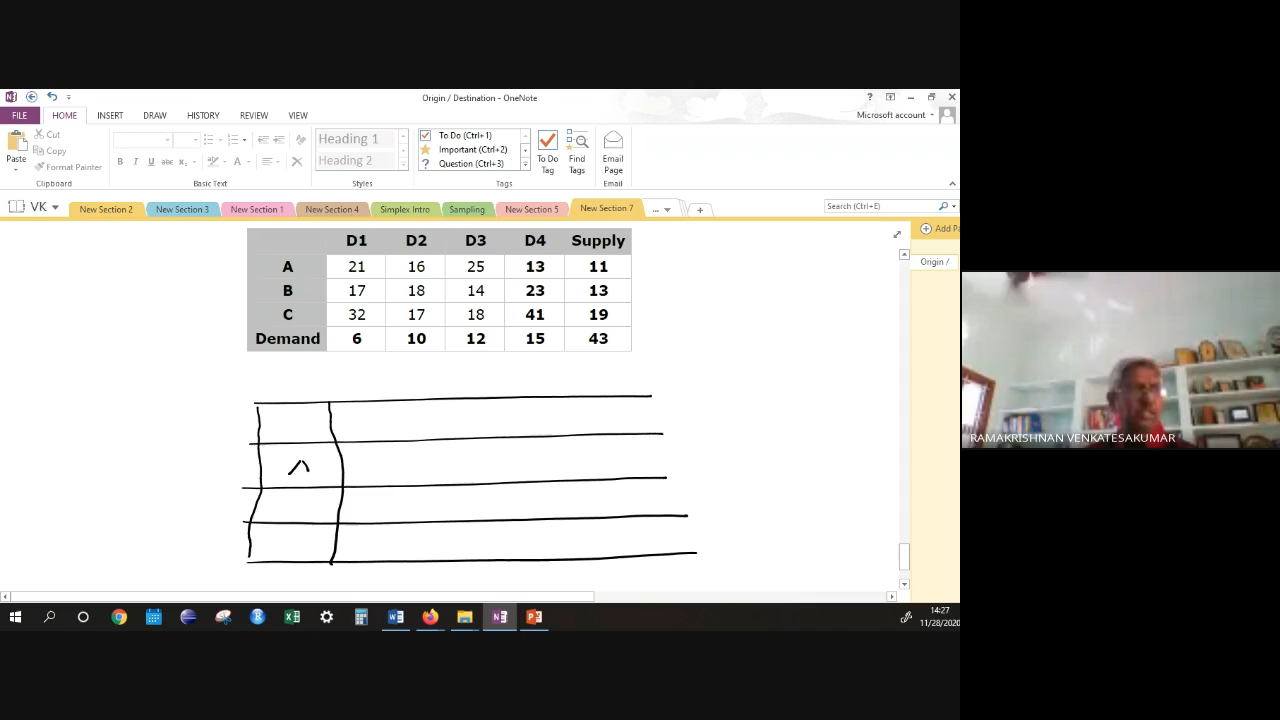 Origin / Destination - OneNote
?
FILE HOME INSERT DRAW HISTORY REVIEW VIEW Microsoft account
Cut
Copy
Format Painter
Paste
B I U abc X₂ A
Heading 1
Heading 2
To Do (Ctrl+1)
Important (Ctrl+2)
Question (Ctrl+3)
To Do
Tag
Find
Tags
Email
Page
Clipboard Basic Text Styles Tags Email
VK New Section 2 New Section 3 New Section 1 New Section 4 Simplex Intro Sampling New Section 5 New Section 7 ... Search (Ctrl+E)
Add Pa
Origin /
D1 D2 D3 D4 Supply
A 21 16 25 13 11
B 17 18 14 23 13
C 32 17 18 41 19
Demand 6 10 12 15 43
RAMAKRISHNAN VENKATESAKUMAR
14:27
11/28/2020